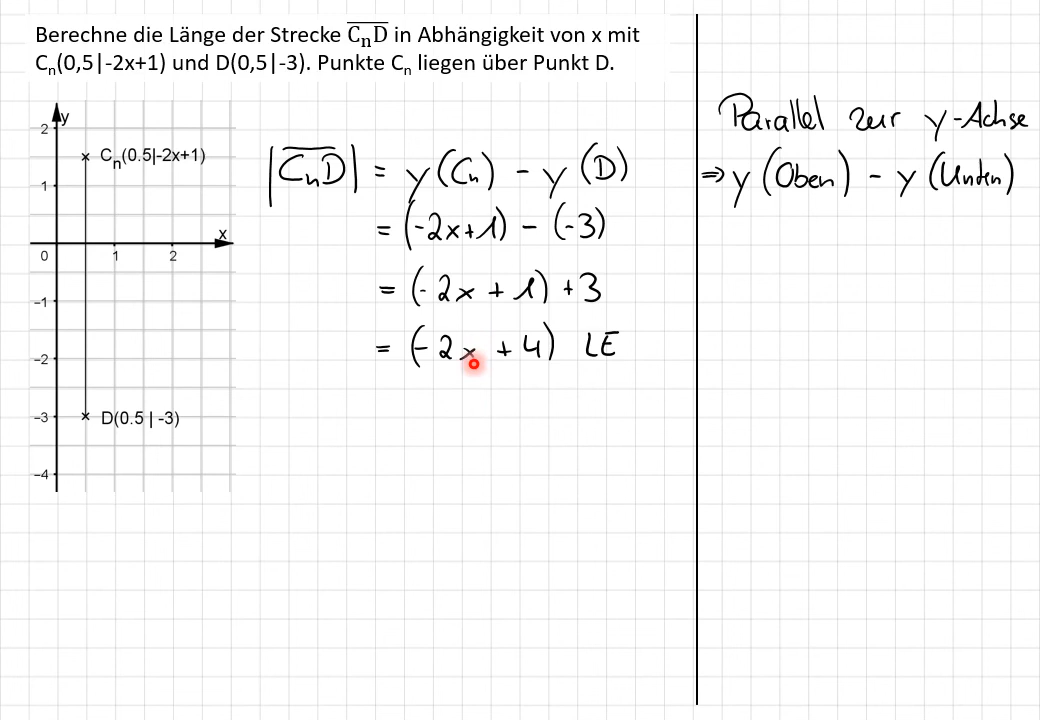 Berechne die Länge der Strecke C̅ₙD̅ in Abhängigkeit von x mit
Cₙ(0,5|-2x+1) und D(0,5|-3). Punkte Cₙ liegen über Punkt D.
y
2
Cₙ(0.5|-2x+1)
1
x
0
1
2
-1
-2
-3
D(0.5 | -3)
-4
|C̅ₙD̅| = y(Cₙ) - y(D)
= (-2x+1) - (-3)
= (-2x + 1) + 3
= (-2x + 4) LE
Parallel zur y-Achse
⇒ y (Oben) - y (Unten)